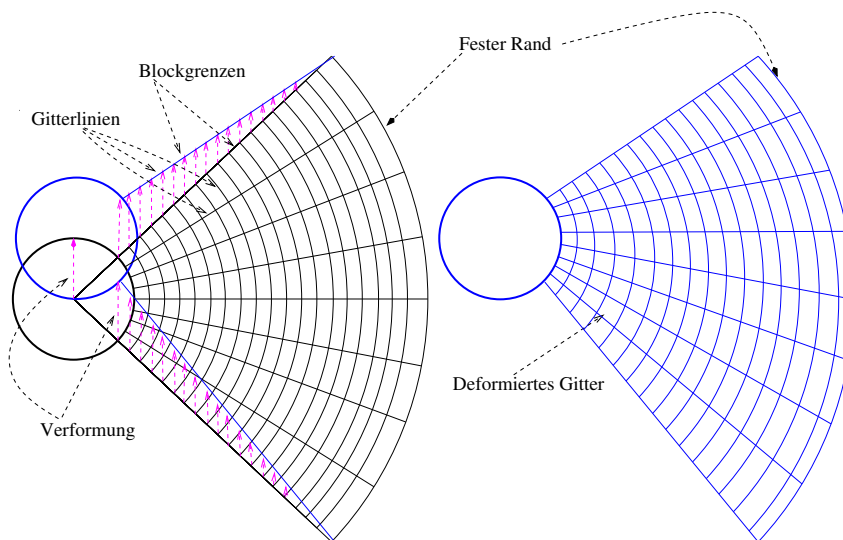 Fester Rand
Blockgrenzen
Gitterlinien
Deformiertes Gitter
Verformung